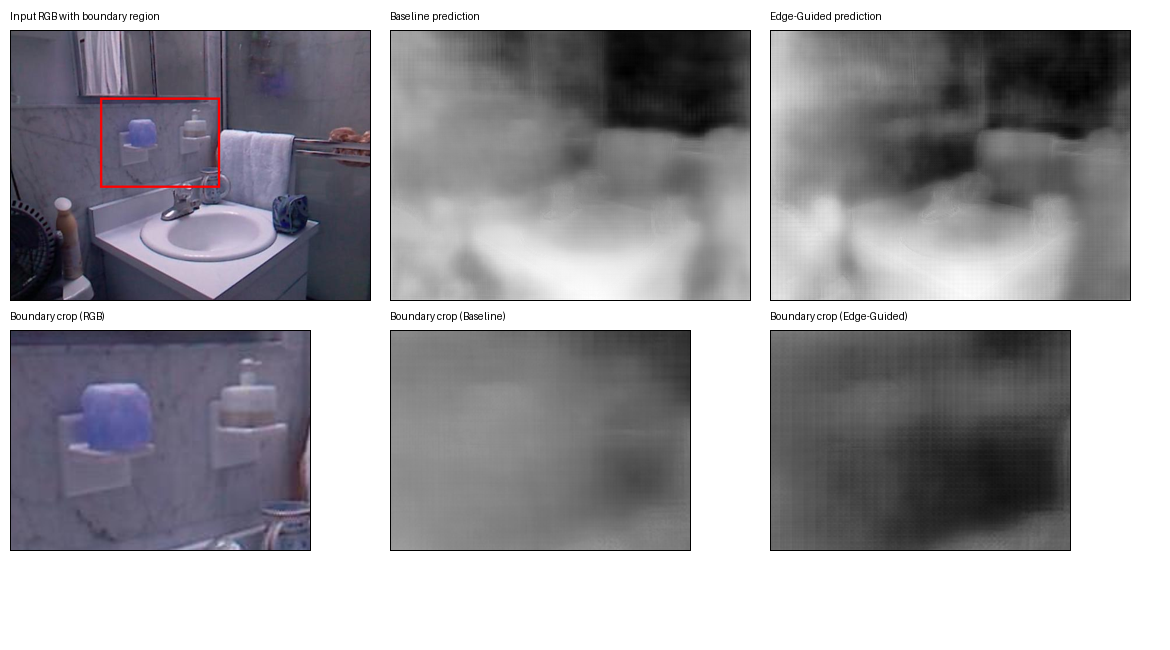 Input RGB with boundary region
Baseline prediction
Edge-Guided prediction
Boundary crop (RGB)
Boundary crop (Baseline)
Boundary crop (Edge-Guided)